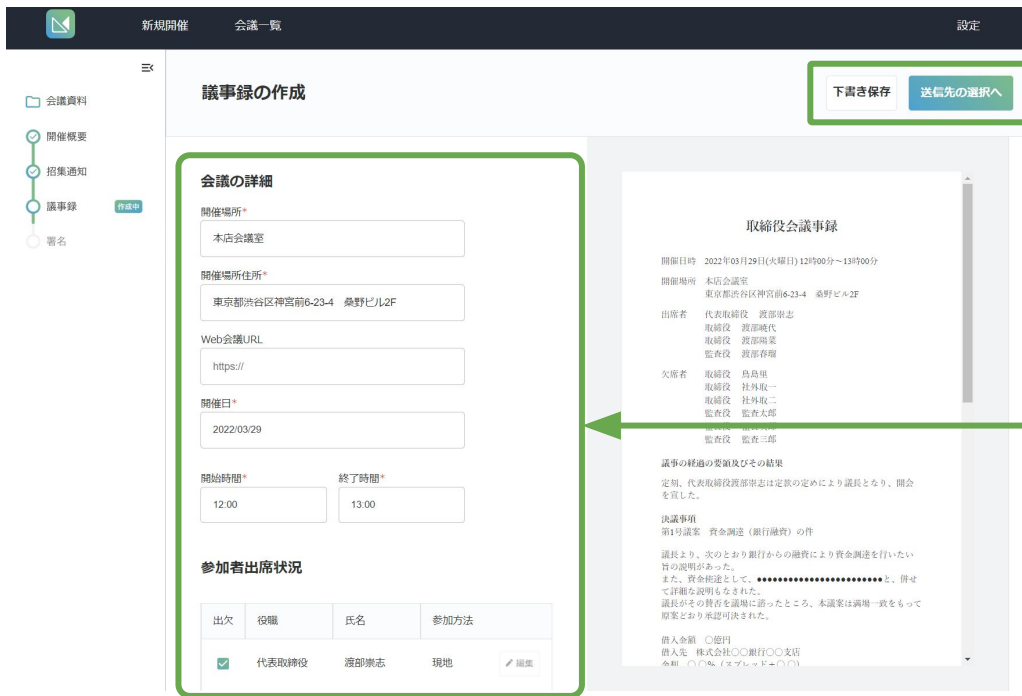 新規開催
会議一覧
設定
会議資料
開催概要
招集通知
議事録
作成中
署名
議事録の作成
下書き保存
送信先の選択へ
会議の詳細
開催場所*
本店会議室
開催場所住所*
東京都渋谷区神宮前6-23-4　桑野ビル2F
Web会議URL
https://
開催日*
2022/03/29
開始時間*
終了時間*
12:00
13:00
参加者出席状況
出欠 役職 氏名 参加方法
代表取締役 渡部崇志 現地 編集
取締役会議事録
開催日時 2022年03月29日(火曜日) 12時00分～13時00分
開催場所 本店会議室
東京都渋谷区神宮前6-23-4　桑野ビル2F
出席者 代表取締役　渡部崇志
取締役　渡部曉代
取締役　渡部陽菜
監査役　渡部春瑠
欠席者 取締役　鳥島里
取締役　社外取一
取締役　社外取二
監査役　監査太郎
監査役　監査三郎
議事の経過の要領及びその結果
定刻、代表取締役渡部崇志は定款の定めにより議長となり、開会
を宣した。
決議事項
第1号議案　資金調達（銀行融資）の件
議長より、次のとおり銀行からの融資により資金調達を行いたい
旨の説明があった。
また、資金使途として、●●●●●●●●●●●●●●●●●●●●●●●●と、併せ
て詳細な説明もなされた。
議長がその賛否を議場に諮ったところ、本議案は満場一致をもって
原案どおり承認可決された。
借入金額　〇億円
借入先　株式会社〇〇銀行〇〇支店